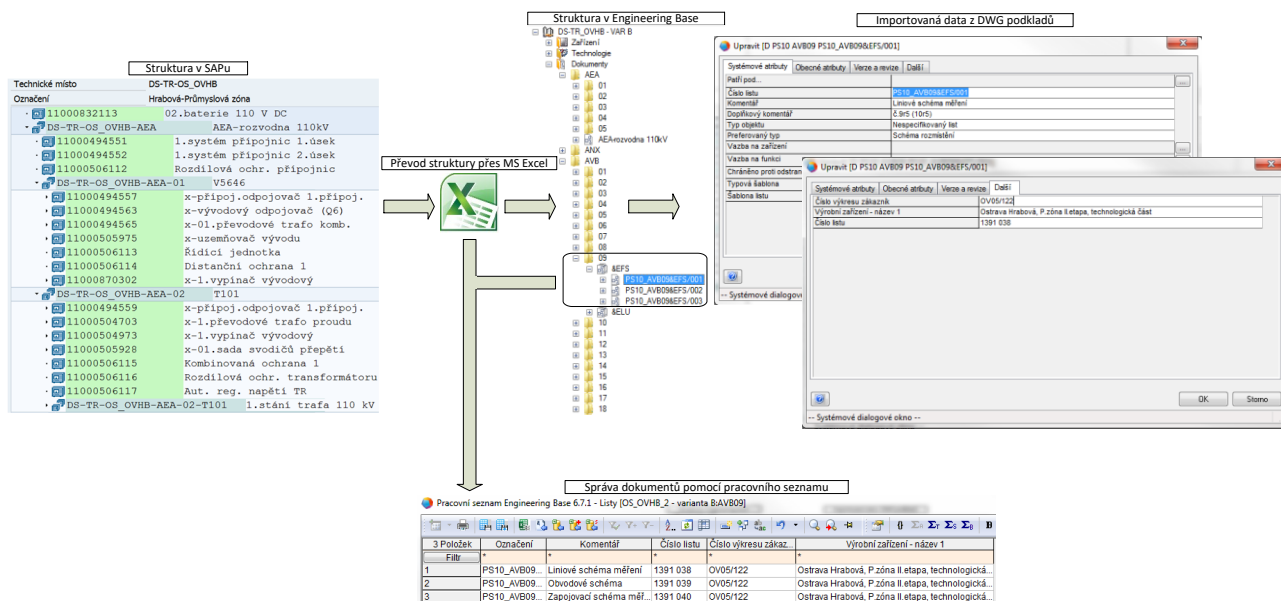 Struktura v SAPu
Technické místo DS-TR-OS_OVHB
Označení Hrabová-Průmyslová zóna
11000832113 02.baterie 110 V DC
DS-TR-OS_OVHB-AEA AEA-rozvodna 110kV
11000494551 1.systém přípojnic 1.úsek
11000494552 1.systém přípojnic 2.úsek
11000506112 Rozdílová ochr. přípojnic
DS-TR-OS_OVHB-AEA-01 V5646
11000494557 x-připoj.odpojovač 1.připoj.
11000494563 x-vývodový odpojovač (Q6)
11000494565 x-01.převodové trafo komb.
11000505975 x-uzemňovač vývodu
11000506113 Řídicí jednotka
11000506114 Distanční ochrana 1
11000870302 x-1.vypínač vývodový
DS-TR-OS_OVHB-AEA-02 T101
11000494559 x-připoj.odpojovač 1.připoj.
11000504703 x-1.převodové trafo proudu
11000504973 x-1.vypínač vývodový
11000505928 x-01.sada svodičů přepětí
11000506115 Kombinovaná ochrana 1
11000506116 Rozdílová ochr. transformátoru
11000506117 Aut. reg. napětí TR
DS-TR-OS_OVHB-AEA-02-T101 1.stání trafa 110 kV
Převod struktury přes MS Excel
Struktura v Engineering Base
DS-TR_OVHB - VAR B
Zařízení
Technologie
Dokumenty
AEA
01
02
03
04
05
AEA-rozvodna 110kV
ANX
AVB
01
02
03
04
05
06
07
08
09
&EFS
PS10_AVB09&EFS/001
PS10_AVB09&EFS/002
PS10_AVB09&EFS/003
&ELU
10
11
12
13
14
15
16
17
18
Importovaná data z DWG podkladů
Upravit [D PS10 AVB09 PS10_AVB09&EFS/001]
Systémové atributy Obecné atributy Verze a revize Další
Patří pod...
Číslo listu PS10_AVB09&EFS/001
Komentář Liniové schéma měření
Doplňkový komentář č.9r5 (10r5)
Typ objektu Nespecifikovaný list
Preferovaný typ Schéma rozmístění
Vazba na zařízení
Vazba na funkci
Chráněno proti odstran
Typová šablona
Šablona listu
-- Systémové dialogov
Upravit [D PS10 AVB09 PS10_AVB09&EFS/001]
Systémové atributy Obecné atributy Verze a revize Další
Číslo výkresu zákazník OV05/122
Výrobní zařízení - název 1 Ostrava Hrabová, P.zóna II.etapa, technologická část
Číslo listu 1391 038
OK Storno
-- Systémové dialogové okno --
Správa dokumentů pomocí pracovního seznamu
Pracovní seznam Engineering Base 6.7.1 - Listy [OS_OVHB_2 - varianta B:AVB09]
3 Položek Označení Komentář Číslo listu Číslo výkresu zákaz... Výrobní zařízení - název 1
Filtr * * * * *
1 PS10_AVB09... Liniové schéma měření 1391 038 OV05/122 Ostrava Hrabová, P.zóna II.etapa, technologická...
2 PS10_AVB09... Obvodové schéma 1391 039 OV05/122 Ostrava Hrabová, P.zóna II.etapa, technologická...
3 PS10_AVB09... Zapojovací schéma měř... 1391 040 OV05/122 Ostrava Hrabová, P.zóna II.etapa, technologická...